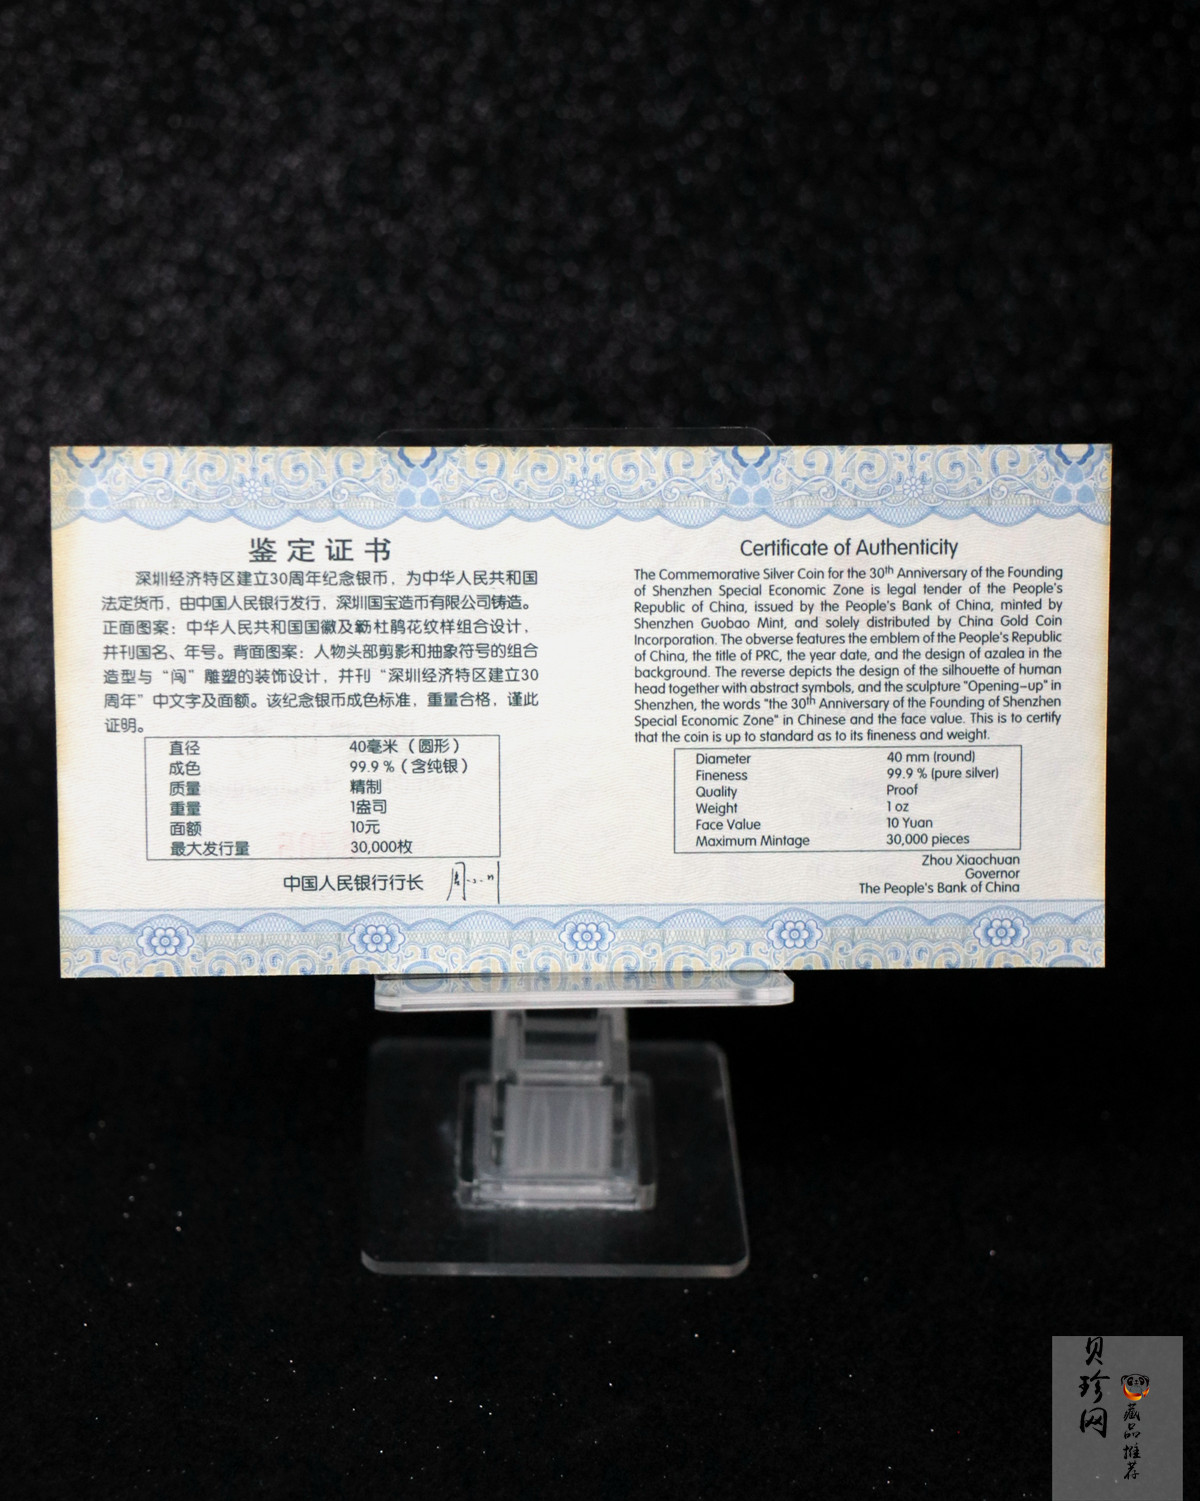 鉴定证书
深圳经济特区建立30周年纪念银币，为中华人民共和国
法定货币，由中国人民银行发行，深圳国宝造币有限公司铸造。
正面图案：中华人民共和国国徽及簕杜鹃花纹样组合设计，
并刊国名、年号。背面图案：人物头部剪影和抽象符号的组合
造型与“闯”雕塑的装饰设计，并刊“深圳经济特区建立30
周年”中文字及面额。该纪念银币成色标准，重量合格，谨此
证明。
直径 40毫米（圆形）
成色 99.9％（含纯银）
质量 精制
重量 1盎司
面额 10元
最大发行量 30,000枚
中国人民银行行长
Certificate of Authenticity
The Commemorative Silver Coin for the 30th Anniversary of the Founding
of Shenzhen Special Economic Zone is legal tender of the People's
Republic of China, issued by the People's Bank of China, minted by
Shenzhen Guobao Mint, and solely distributed by China Gold Coin
Incorporation. The obverse features the emblem of the People's Republic
of China, the title of PRC, the year date, and the design of azalea in the
background. The reverse depicts the design of the silhouette of human
head together with abstract symbols, and the sculpture "Opening-up" in
Shenzhen, the words "the 30th Anniversary of the Founding of Shenzhen
Special Economic Zone" in Chinese and the face value. This is to certify
that the coin is up to standard as to its fineness and weight.
Diameter 40 mm (round)
Fineness 99.9 % (pure silver)
Quality Proof
Weight 1 oz
Face Value 10 Yuan
Maximum Mintage 30,000 pieces
Zhou Xiaochuan
Governor
The People's Bank of China
贝珍网
藏品推荐